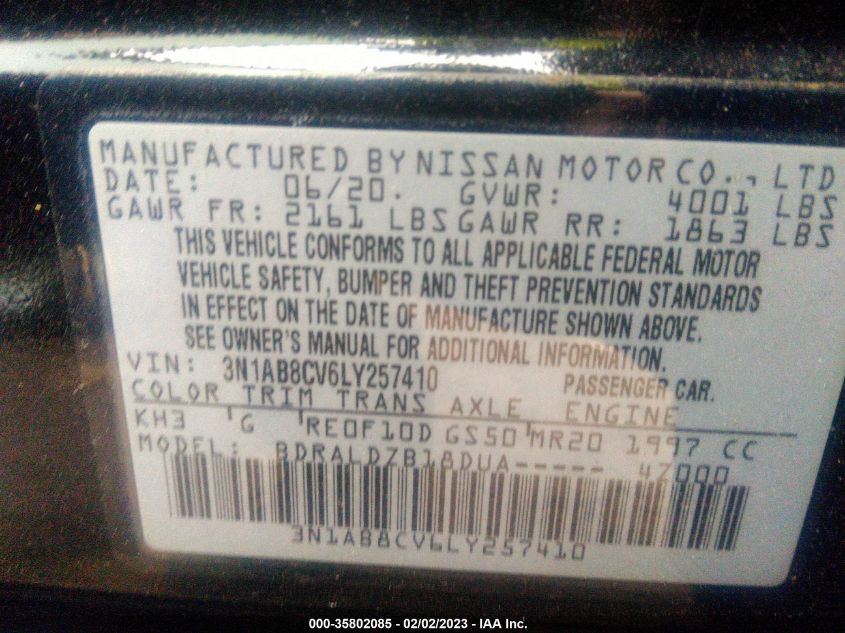 MANUFACTURED BY NISSAN MOTOR CO., LTD
DATE: 06/20. GVWR: 4001 LBS
GAWR FR: 2161 LBS GAWR RR: 1863 LBS
THIS VEHICLE CONFORMS TO ALL APPLICABLE FEDERAL MOTOR
VEHICLE SAFETY, BUMPER AND THEFT PREVENTION STANDARDS
IN EFFECT ON THE DATE OF MANUFACTURE SHOWN ABOVE.
SEE OWNER'S MANUAL FOR ADDITIONAL INFORMATION.
VIN: 3N1AB8CV6LY257410 PASSENGER CAR.
COLOR TRIM TRANS AXLE ENGINE
KH3 G RE0F10D GS50 MR20 1997 CC
MODEL: BDRALDZB18DUA----- 4Z000
3N1AB8CV6LY257410
000-35802085 - 02/02/2023 - IAA Inc.